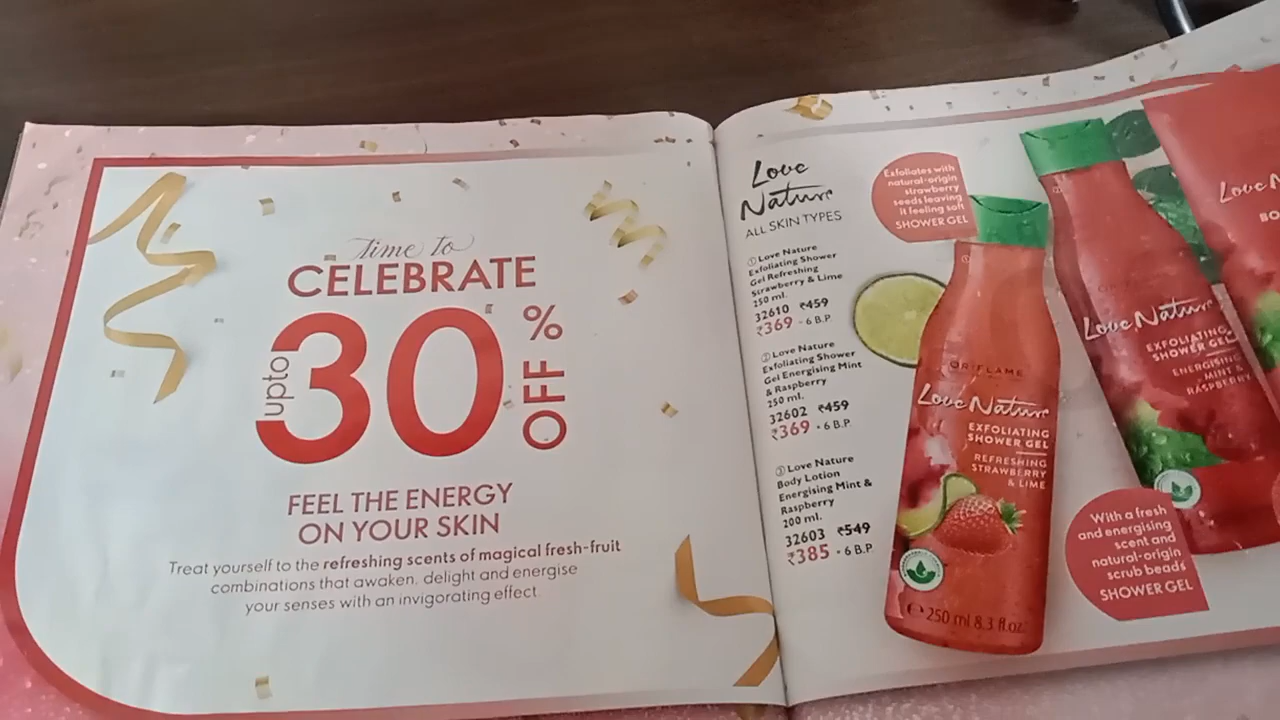 Time to
CELEBRATE
upto
30
%
OFF
FEEL THE ENERGY
ON YOUR SKIN
Treat yourself to the refreshing scents of magical fresh-fruit
combinations that awaken, delight and energise
your senses with an invigorating effect.
Love
Nature
ALL SKIN TYPES
① Love Nature
Exfoliating Shower
Gel Refreshing
Strawberry & Lime
250 ml.
32610 ₹459
₹369 • 6 B.P.
② Love Nature
Exfoliating Shower
Gel Energising Mint
& Raspberry
250 ml.
32602 ₹459
₹369 • 6 B.P.
③ Love Nature
Body Lotion
Energising Mint &
Raspberry
200 ml.
32603 ₹549
₹385 • 6 B.P.
Exfoliates with
natural-origin
strawberry
seeds leaving
it feeling soft
SHOWER GEL
①
ORIFLAME
Love Nature
EXFOLIATING
SHOWER GEL
REFRESHING
STRAWBERRY
& LIME
℮ 250 ml 8.3 fl.oz.
②
ORIFLAME
Love Nature
EXFOLIATING
SHOWER GEL
ENERGISING
MINT &
RASPBERRY
Love N
BO
With a fresh
and energising
scent and
natural-origin
scrub beads
SHOWER GEL